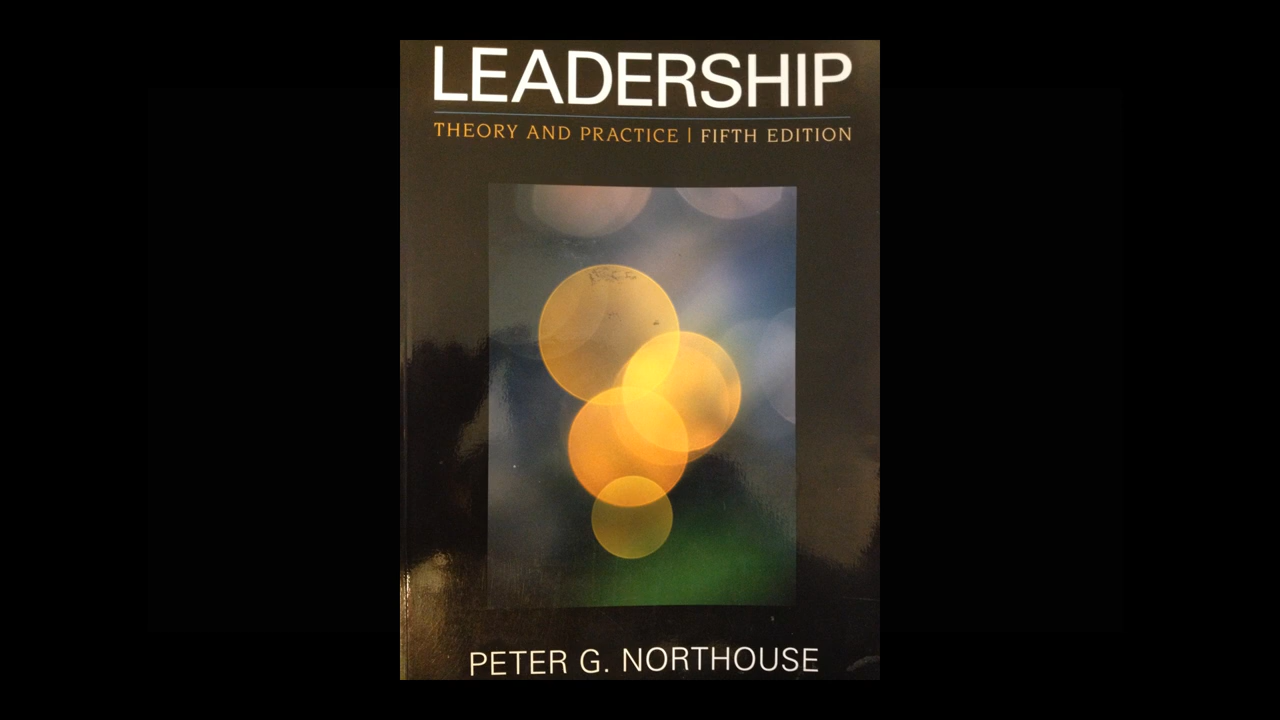 LEADERSHIP
THEORY AND PRACTICE | FIFTH EDITION
PETER G. NORTHOUSE